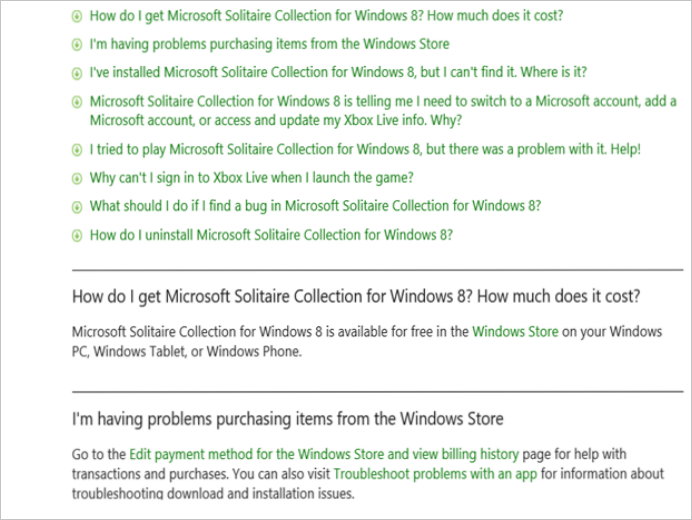 How do I get Microsoft Solitaire Collection for Windows 8? How much does it cost?
I'm having problems purchasing items from the Windows Store
I've installed Microsoft Solitaire Collection for Windows 8, but I can't find it. Where is it?
Microsoft Solitaire Collection for Windows 8 is telling me I need to switch to a Microsoft account, add a
Microsoft account, or access and update my Xbox Live info. Why?
I tried to play Microsoft Solitaire Collection for Windows 8, but there was a problem with it. Help!
Why can't I sign in to Xbox Live when I launch the game?
What should I do if I find a bug in Microsoft Solitaire Collection for Windows 8?
How do I uninstall Microsoft Solitaire Collection for Windows 8?
How do I get Microsoft Solitaire Collection for Windows 8? How much does it cost?
Microsoft Solitaire Collection for Windows 8 is available for free in the Windows Store on your Windows
PC, Windows Tablet, or Windows Phone.
I'm having problems purchasing items from the Windows Store
Go to the Edit payment method for the Windows Store and view billing history page for help with
transactions and purchases. You can also visit Troubleshoot problems with an app for information about
troubleshooting download and installation issues.